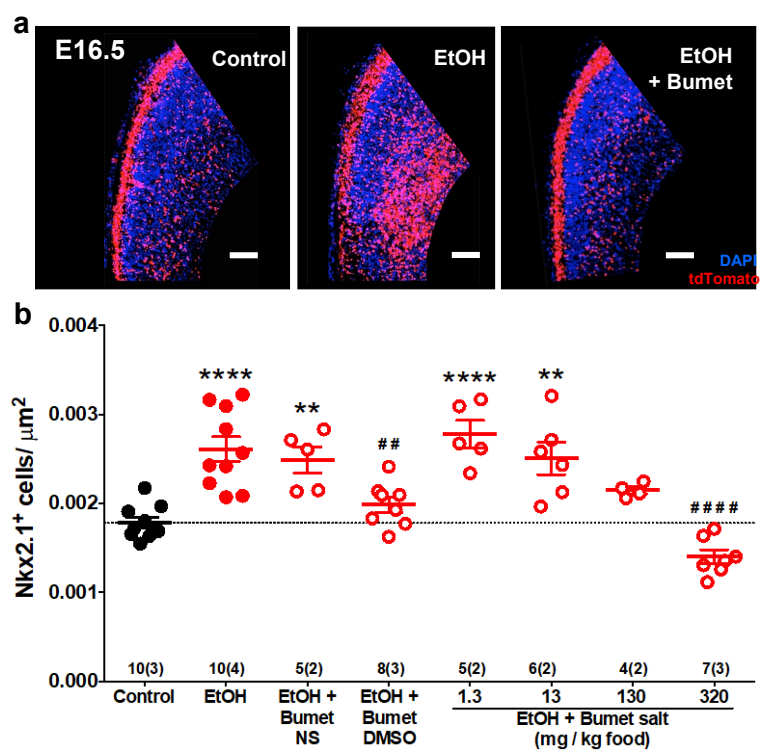 a
E16.5
Control
EtOH
EtOH
+ Bumet
DAPI
tdTomato
b
Nkx2.1⁺ cells/ μm²
0.004
0.003
0.002
0.001
0.000
****
**
##
****
**
####
10(3)
10(4)
5(2)
8(3)
5(2)
6(2)
4(2)
7(3)
Control
EtOH
EtOH +
Bumet
NS
EtOH +
Bumet
DMSO
1.3
13
130
320
EtOH + Bumet salt
(mg / kg food)